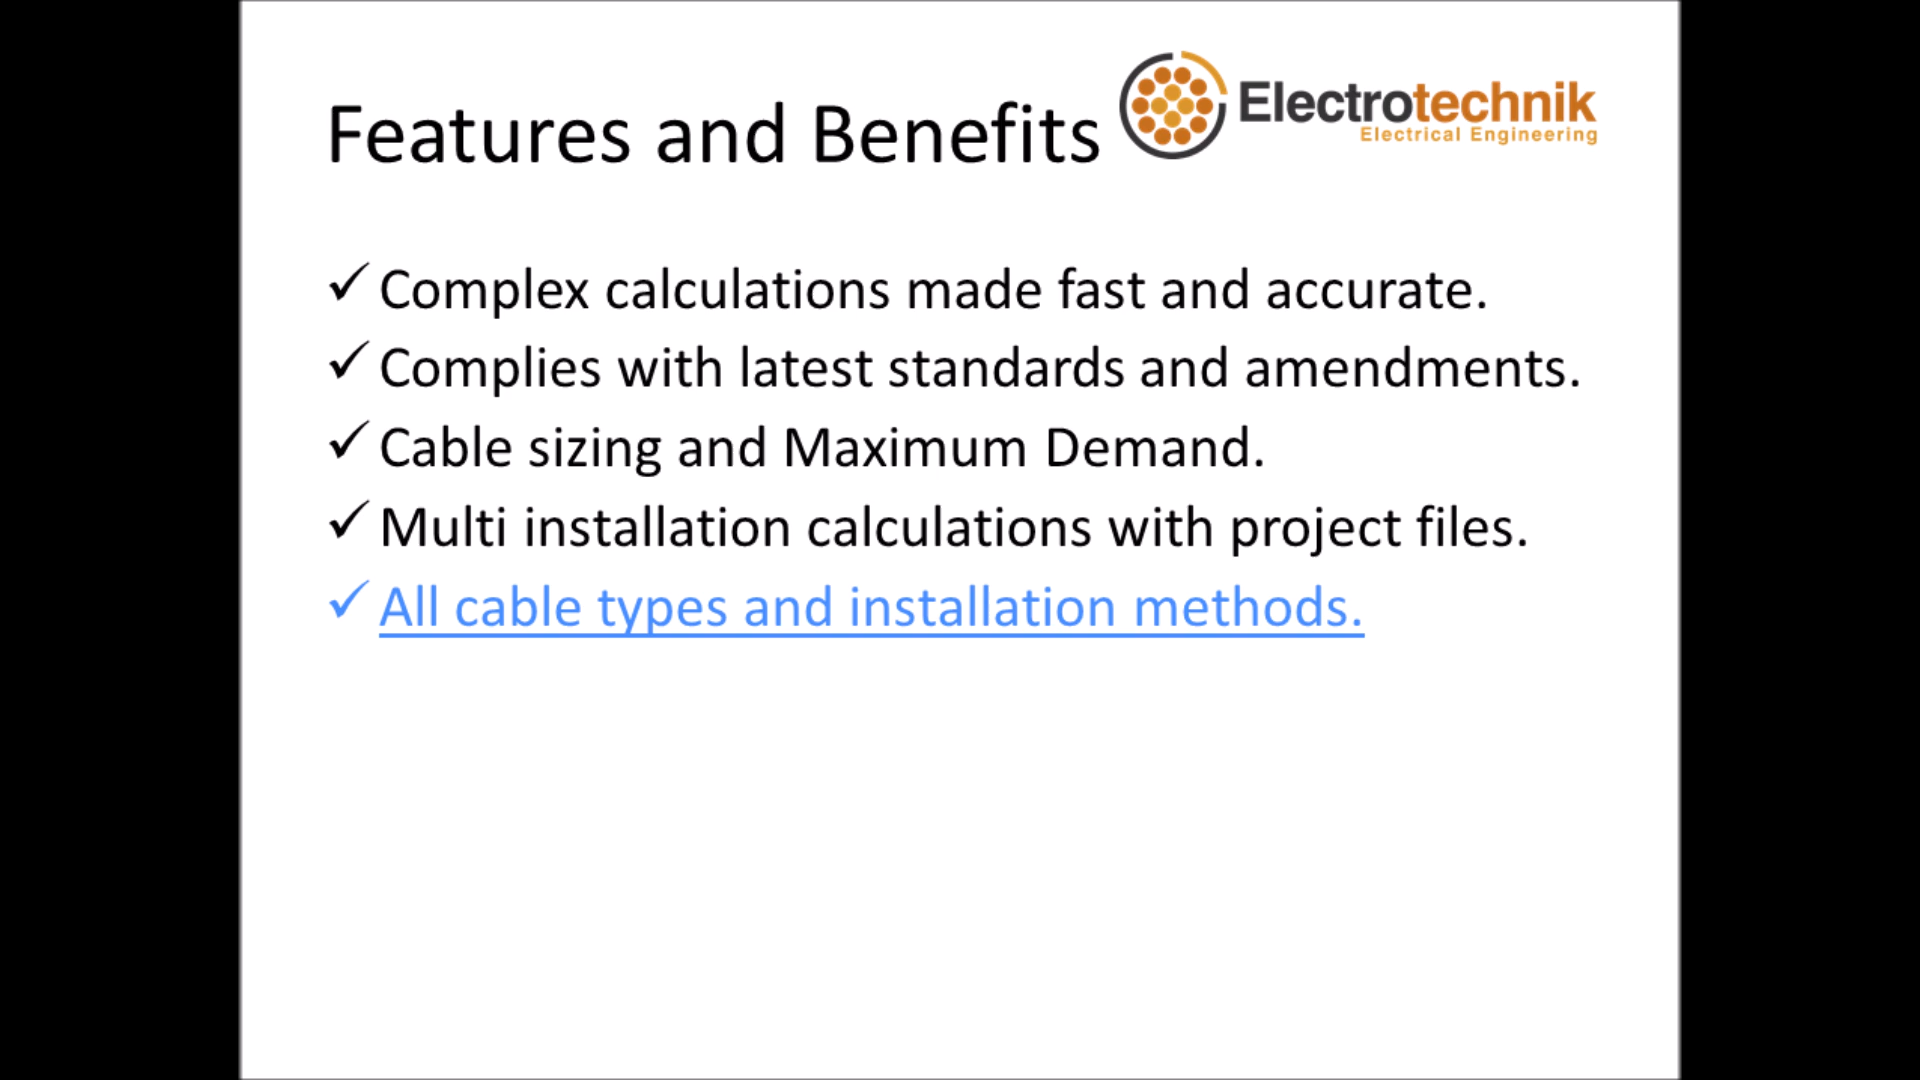 Features and Benefits
Electrotechnik
Electrical Engineering
✓ Complex calculations made fast and accurate.
✓ Complies with latest standards and amendments.
✓ Cable sizing and Maximum Demand.
✓ Multi installation calculations with project files.
✓ All cable types and installation methods.